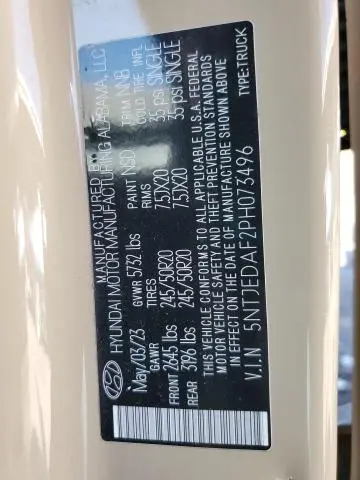 MANUFACTURED BY
HYUNDAI MOTOR MANUFACTURING ALABAMA, LLC
May/03/23 GVWR 5732 lbs PAINT NSD TRIM NNB
GAWR TIRES RIMS COLD TIRE INFL
FRONT 2645 lbs 245/50R20 7.5JX20 35 psi SINGLE
REAR 3196 lbs 245/50R20 7.5JX20 35 psi SINGLE
THIS VEHICLE CONFORMS TO ALL APPLICABLE U.S.A. FEDERAL
MOTOR VEHICLE SAFETY AND THEFT PREVENTION STANDARDS
IN EFFECT ON THE DATE OF MANUFACTURE SHOWN ABOVE.
V.I.N 5NTJEDAF2PH073496 TYPE:TRUCK